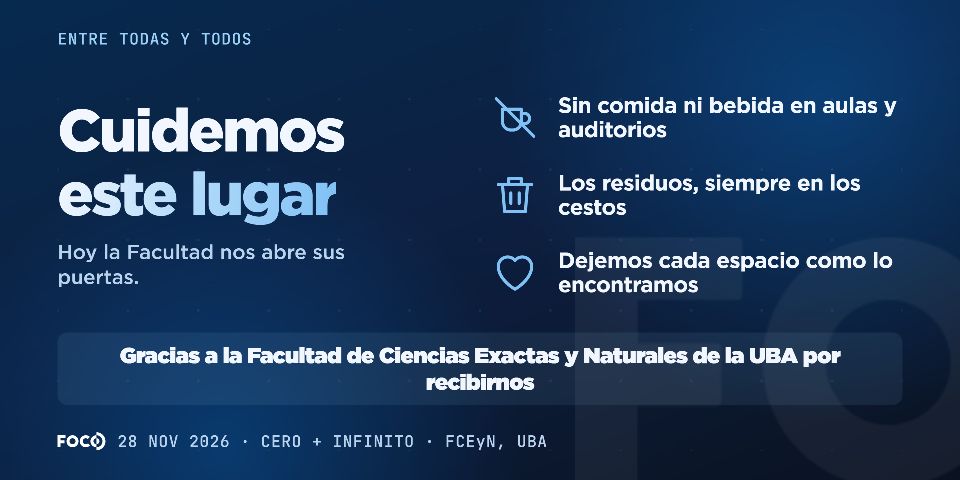 ENTRE TODAS Y TODOS
Cuidemos
este lugar
Hoy la Facultad nos abre sus
puertas.
Sin comida ni bebida en aulas y
auditorios
Los residuos, siempre en los
cestos
Dejemos cada espacio como lo
encontramos
Gracias a la Facultad de Ciencias Exactas y Naturales de la UBA por
recibirnos
FOCO 28 NOV 2026 · CERO + INFINITO · FCEyN, UBA
FO